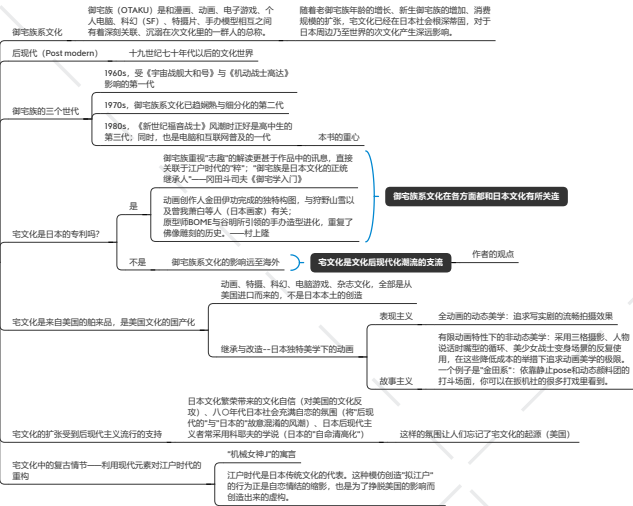 御宅族系文化
御宅族（OTAKU）是和漫画、动画、电子游戏、个
人电脑、科幻（SF）、特摄片、手办模型相互之间
有着深刻关联、沉溺在次文化里的一群人的总称。
随着老御宅族年龄的增长、新生御宅族的增加、消费
规模的扩张，宅文化已经在日本社会根深蒂固，对于
日本周边乃至世界的次文化产生深远影响。
后现代（Post modern）
十九世纪七十年代以后的文化世界
御宅族的三个世代
1960s，受《宇宙战舰大和号》与《机动战士高达》
影响的第一代
1970s，御宅族系文化已趋娴熟与细分化的第二代
1980s，《新世纪福音战士》风潮时正好是高中生的
第三代；同时，也是电脑和互联网普及的一代
本书的重心
宅文化是日本的专利吗？
是
御宅族重视“志趣”的解读更甚于作品中的讯息，直接
关联于江户时代的“粹”；“御宅族是日本文化的正统
继承人”——冈田斗司夫《御宅学入门》
动画创作人金田伊功完成的独特构图，与狩野山雪以
及曾我萧白等人（日本画家）有关；
原型师BOME与谷明所引领的手办造型进化，重复了
佛像雕刻的历史。——村上隆
御宅族系文化在各方面都和日本文化有所关连
不是
御宅族系文化的影响远至海外
宅文化是文化后现代化潮流的支流
作者的观点
宅文化是来自美国的舶来品，是美国文化的国产化
动画、特摄、科幻、电脑游戏、杂志文化，全部是从
美国进口而来的，不是日本本土的创造
继承与改造--日本独特美学下的动画
表现主义
全动画的动态美学：追求写实剧的流畅拍摄效果
故事主义
有限动画特性下的非动态美学：采用三格摄影、人物
说话时嘴型的循环、美少女战士变身场景的反复使
用，在这些降低成本的举措下追求动画美学的极限。
一个例子是“金田系”：依靠静止pose和动态颜料团的
打斗场面，你可以在扳机社的很多打戏里看到。
宅文化的扩张受到后现代主义流行的支持
日本文化繁荣带来的文化自信（对美国的文化反
攻）、八〇年代日本社会充满自恋的氛围（将“后现
代的”与“日本的”故意混淆的风潮）、日本后现代主
义者常采用科耶夫的学说（日本的“自命清高化”）
这样的氛围让人们忘记了宅文化的起源（美国）
宅文化中的复古情节——利用现代元素对江户时代的
重构
“机械女神J”的寓言
江户时代是日本传统文化的代表。这种模仿创造“拟江户”
的行为正是自恋情结的缩影，也是为了挣脱美国的影响而
创造出来的虚构。